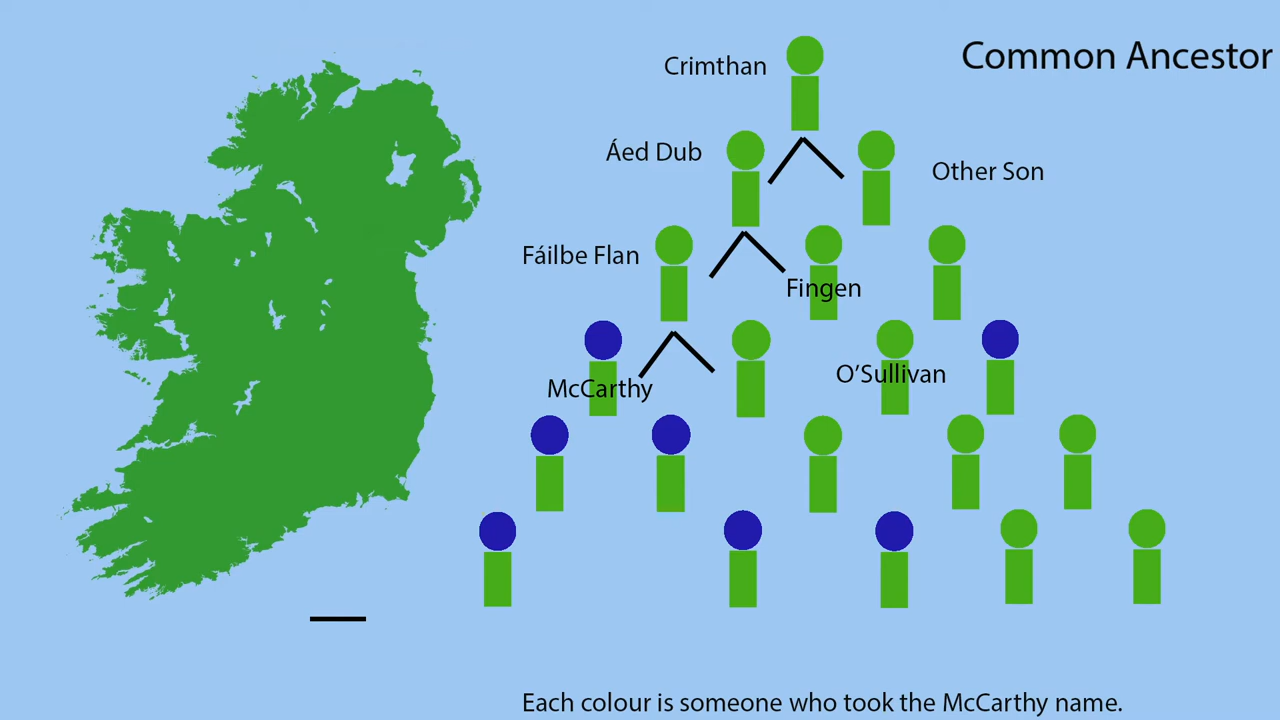 Common Ancestor
Crimthan
Áed Dub
Other Son
Fáilbe Flan
Fingen
McCarthy
O’Sullivan
Each colour is someone who took the McCarthy name.